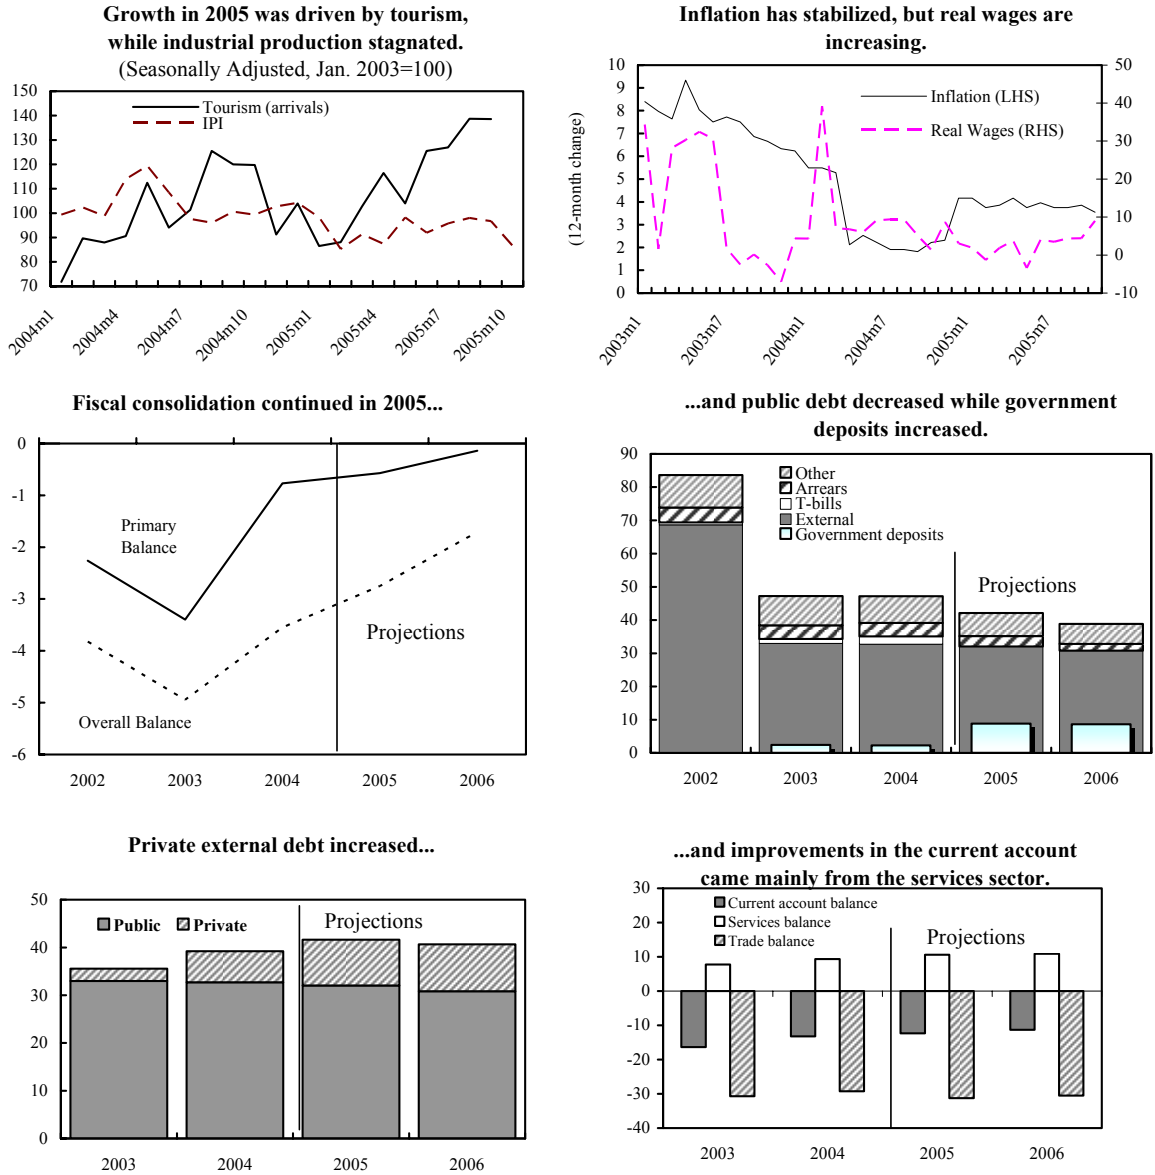 Growth in 2005 was driven by tourism,
while industrial production stagnated.
(Seasonally Adjusted, Jan. 2003=100)
150
140
130
120
110
100
90
80
70
Tourism (arrivals)
IPI
2004m1
2004m4
2004m7
2004m10
2005m1
2005m4
2005m7
2005m10
Inflation has stabilized, but real wages are
increasing.
10
9
8
7
6
5
4
3
2
1
0
(12-month change)
Inflation (LHS)
Real Wages (RHS)
50
40
30
20
10
0
-10
2003m1
2003m7
2004m1
2004m7
2005m1
2005m7
Fiscal consolidation continued in 2005...
0
-1
-2
-3
-4
-5
-6
Primary
Balance
Projections
Overall Balance
2002
2003
2004
2005
2006
...and public debt decreased while government
deposits increased.
90
80
70
60
50
40
30
20
10
0
Other
Arrears
T-bills
External
Government deposits
Projections
2002
2003
2004
2005
2006
Private external debt increased...
50
40
30
20
10
0
Public
Private
Projections
2003
2004
2005
2006
...and improvements in the current account
came mainly from the services sector.
30
20
10
0
-10
-20
-30
-40
Current account balance
Services balance
Trade balance
Projections
2003
2004
2005
2006